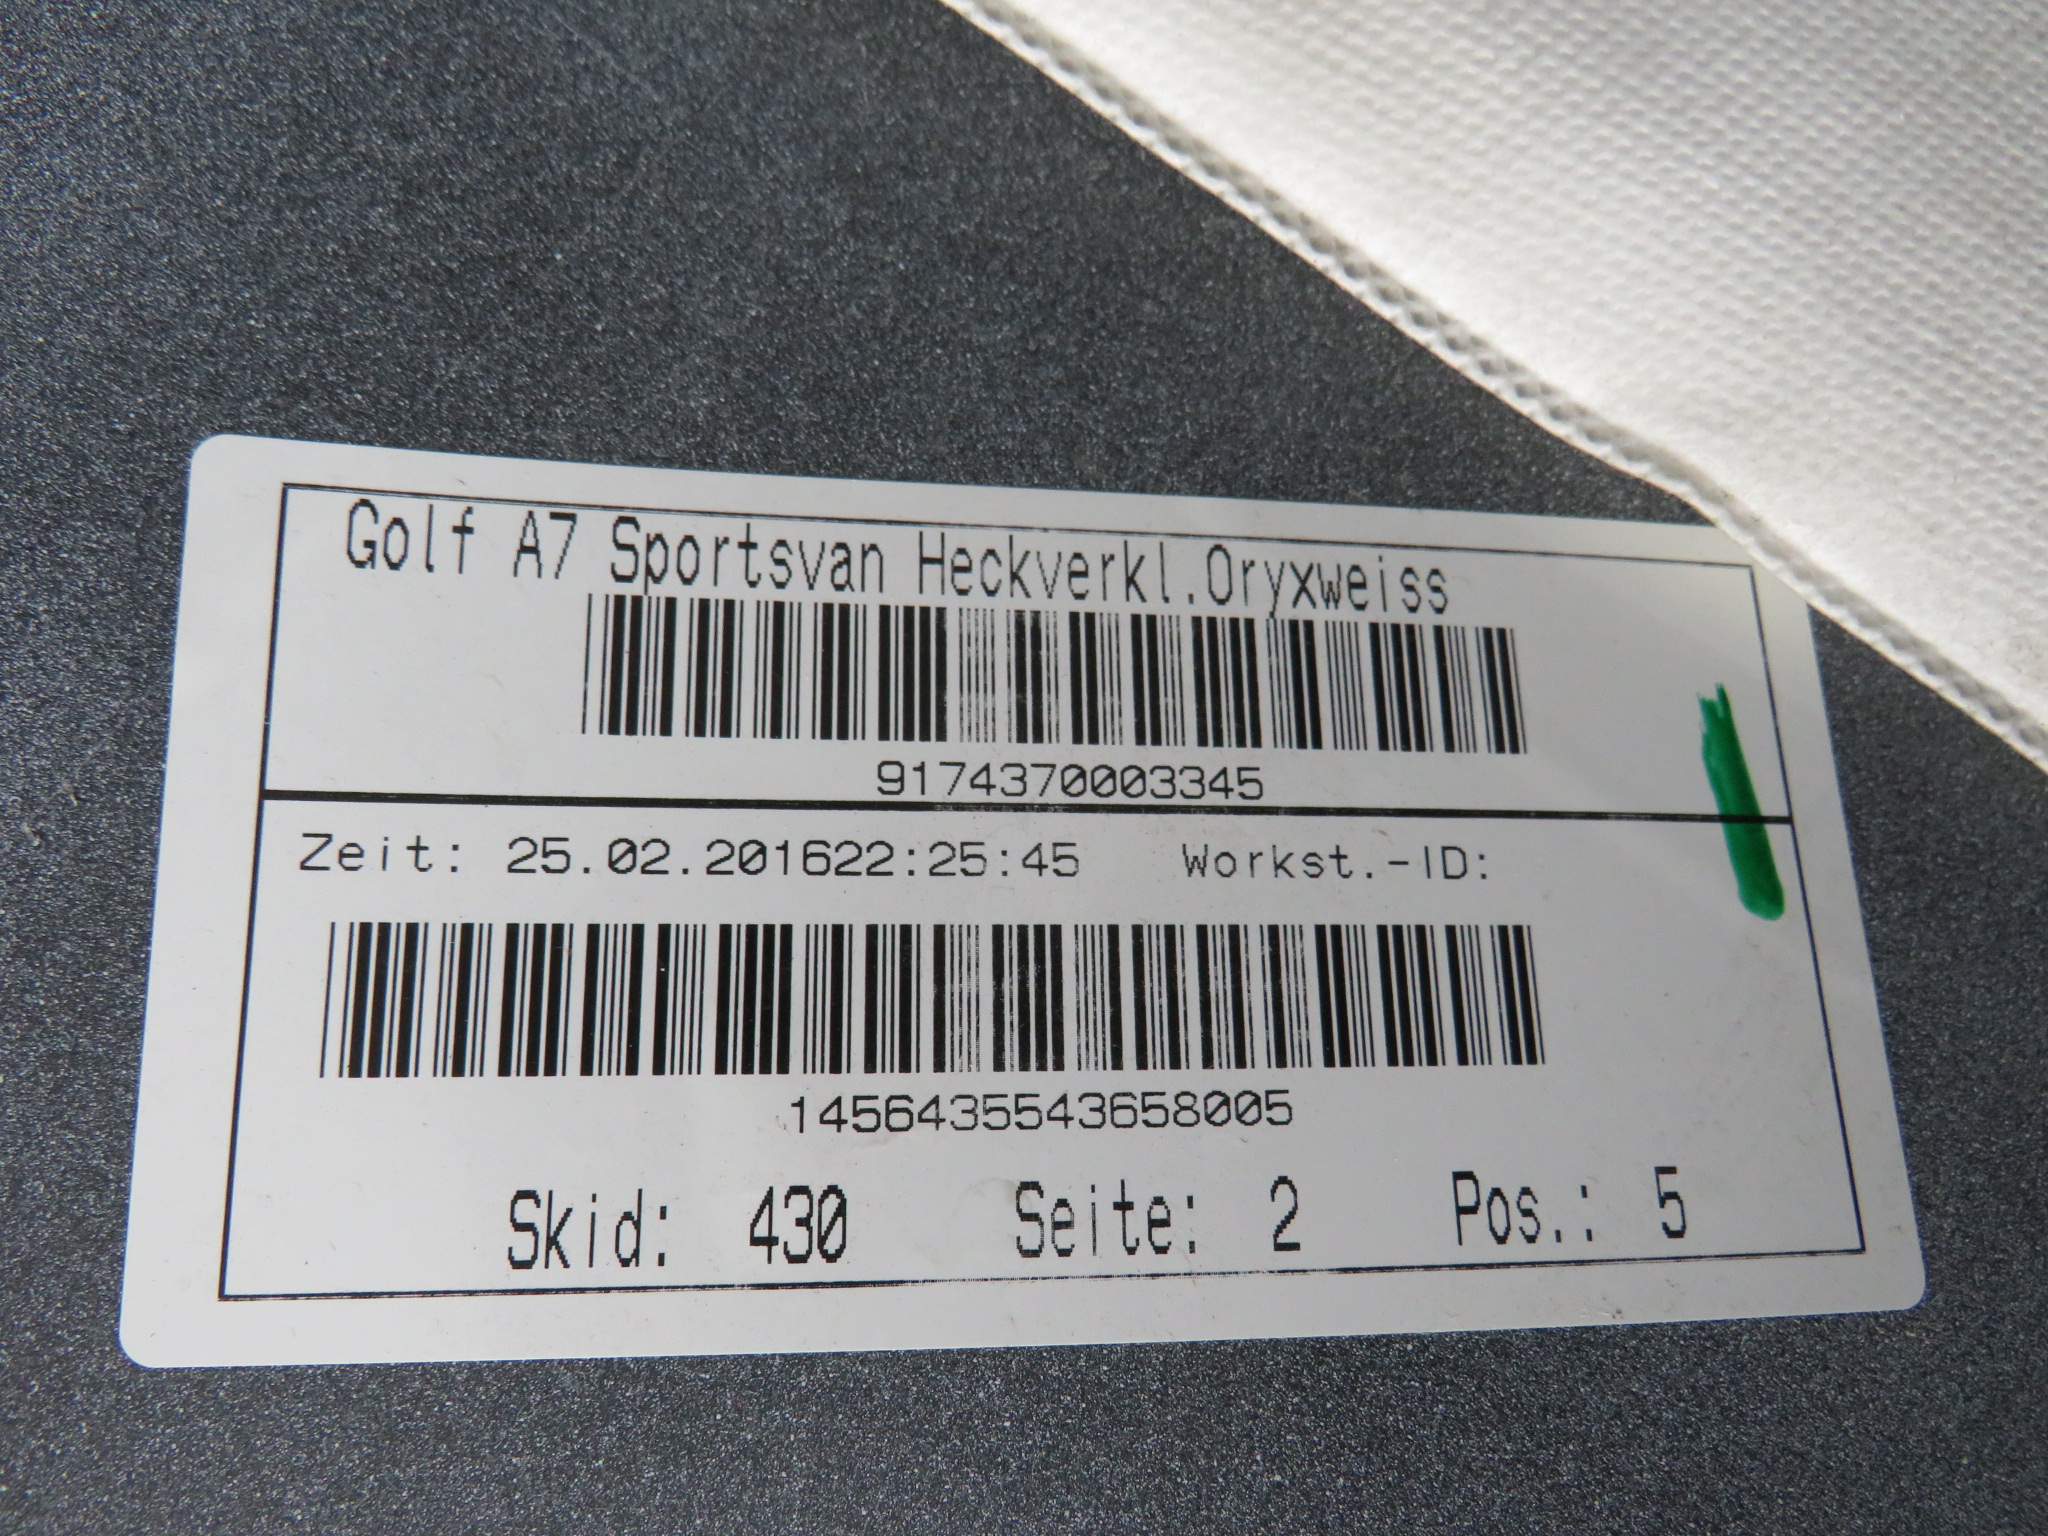 Golf A7 Sportsvan Heckverkl.Oryxweiss
9174370003345
Zeit: 25.02.201622:25:45 Workst.-ID:
1456435543658005
Skid: 430 Seite: 2 Pos.: 5